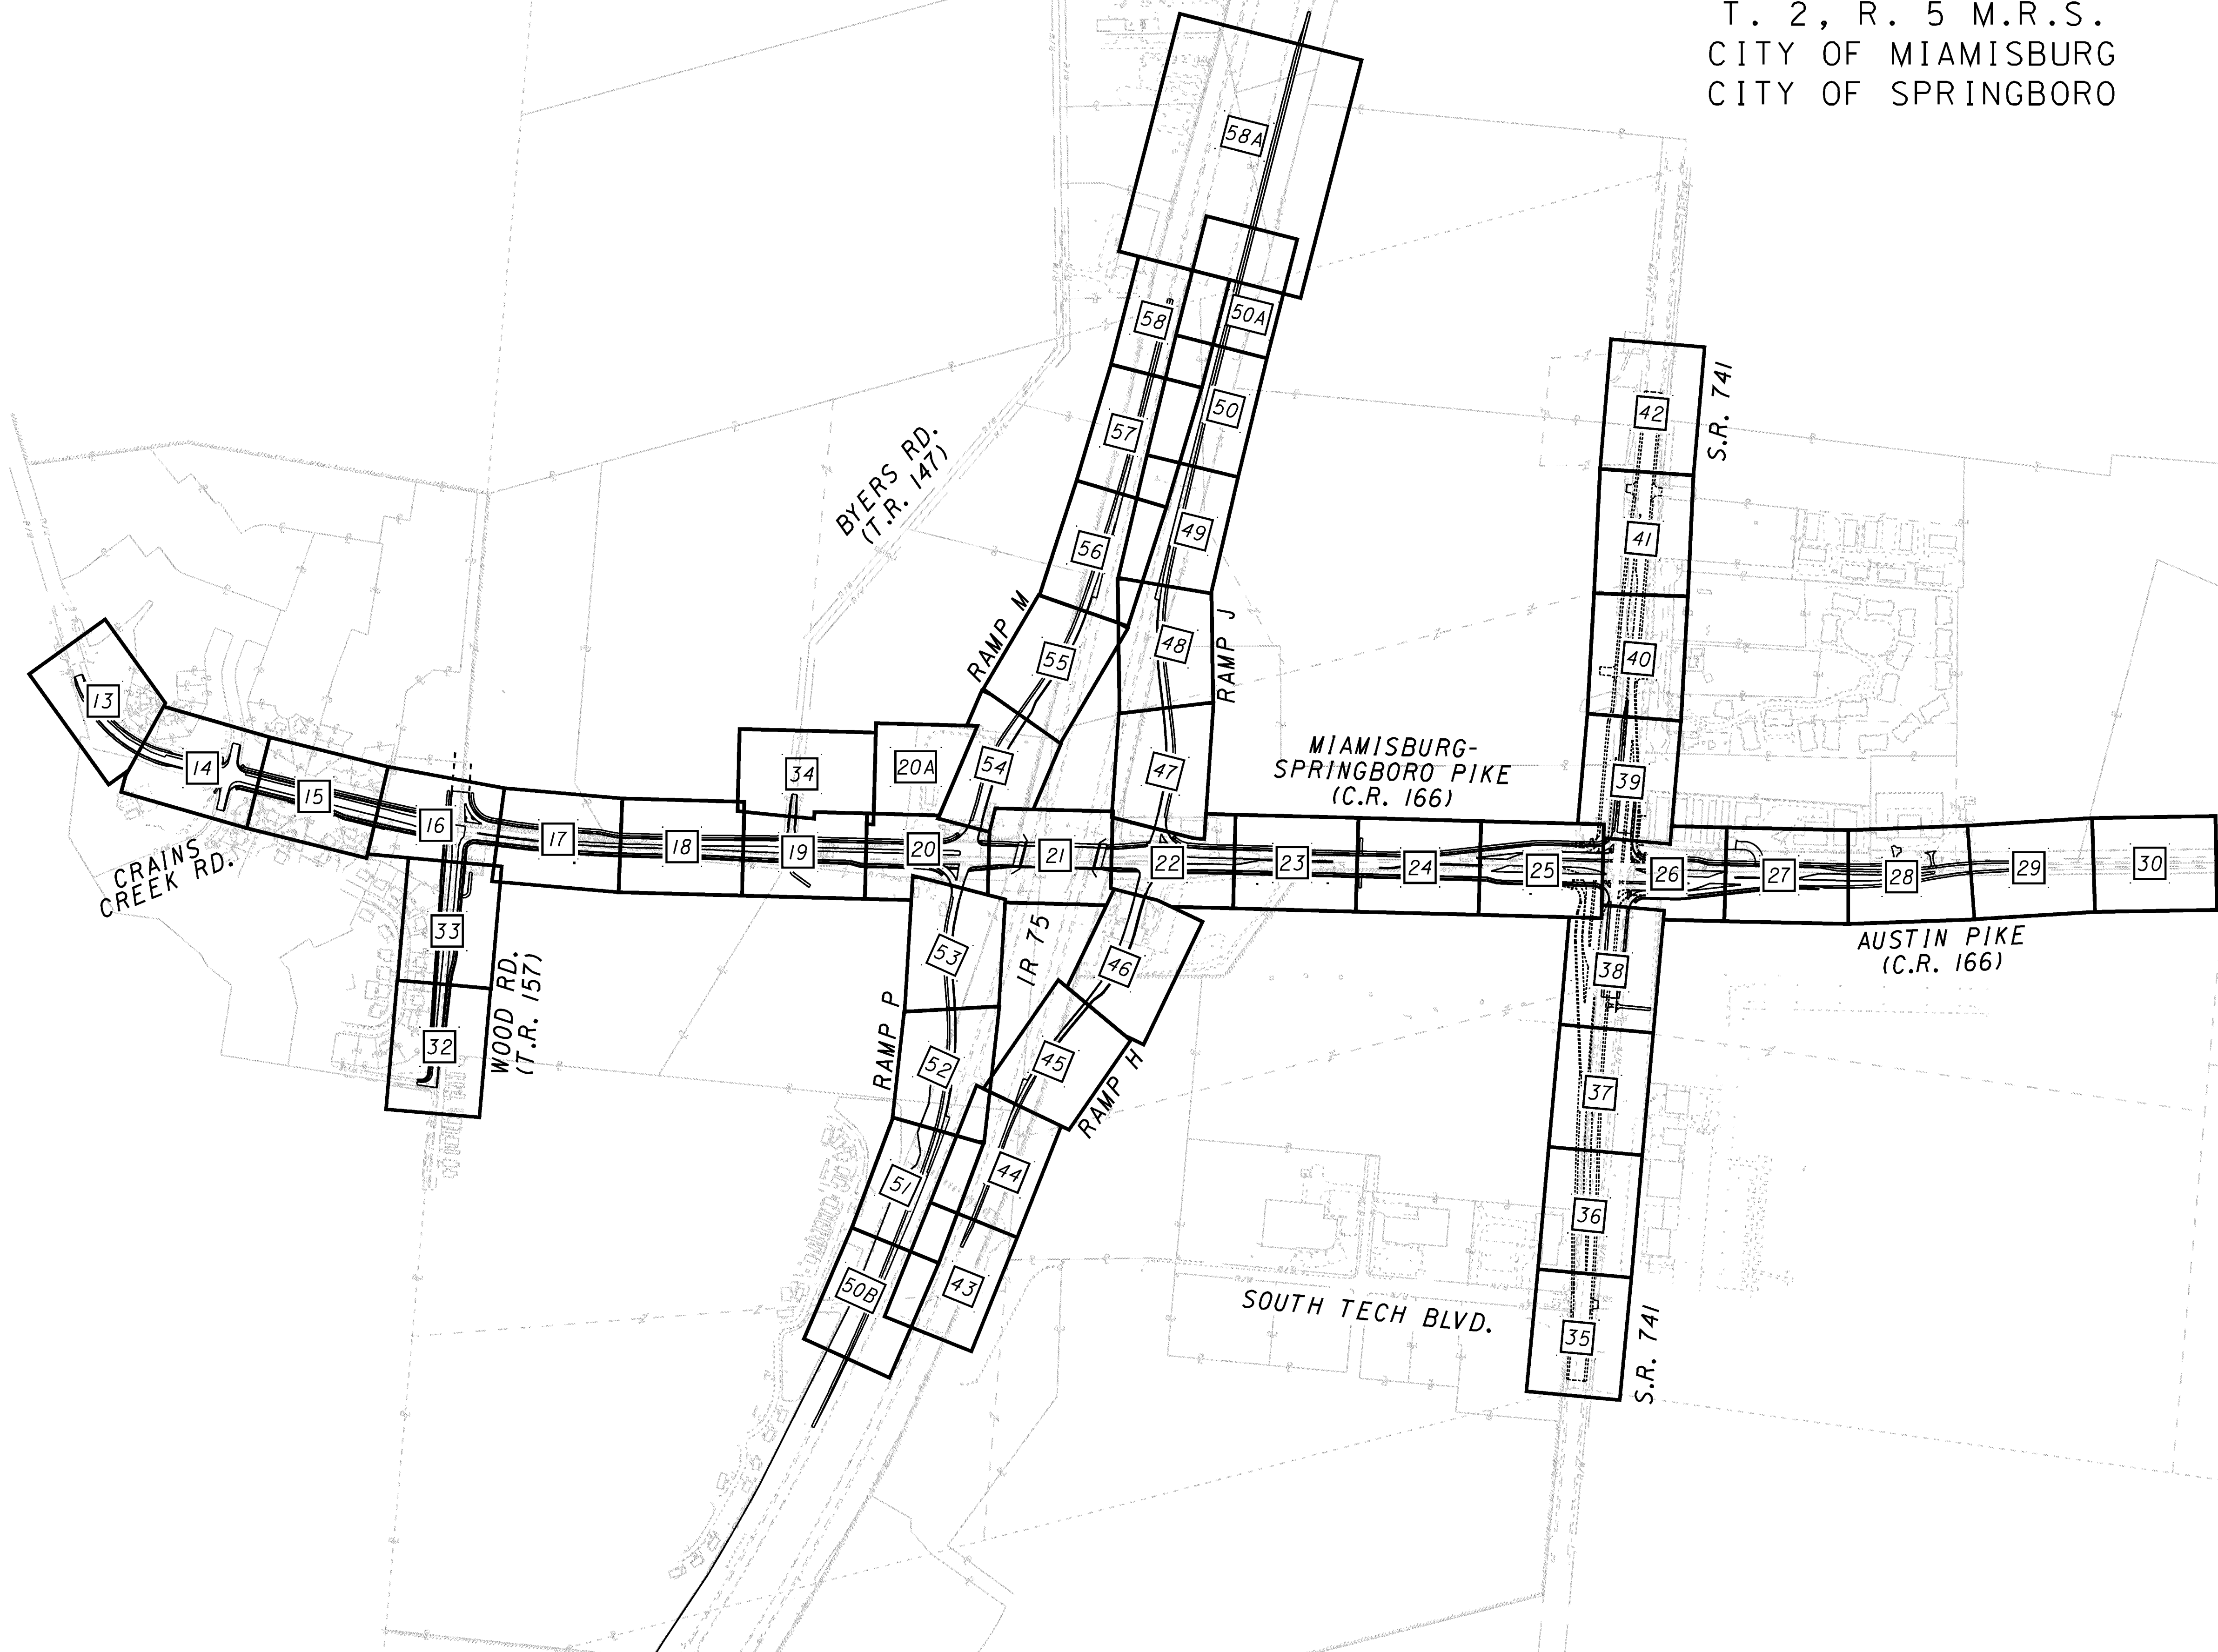 T. 2, R. 5 M.R.S.
CITY OF MIAMISBURG
CITY OF SPRINGBORO
58A
58
50A
57
50
56
49
55
48
54
47
BYERS RD.
(T.R. 147)
RAMP M
RAMP J
S.R. 741
42
41
40
39
MIAMISBURG-
SPRINGBORO PIKE
(C.R. 166)
13
14
15
16
17
18
34
20A
19
20
21
22
23
24
25
26
27
28
29
30
CRAINS
CREEK RD.
33
32
WOOD RD.
(T.R. 157)
53
IR 75
46
RAMP P
52
45
RAMP H
51
44
50B
43
38
37
36
35
AUSTIN PIKE
(C.R. 166)
SOUTH TECH BLVD.
S.R. 741